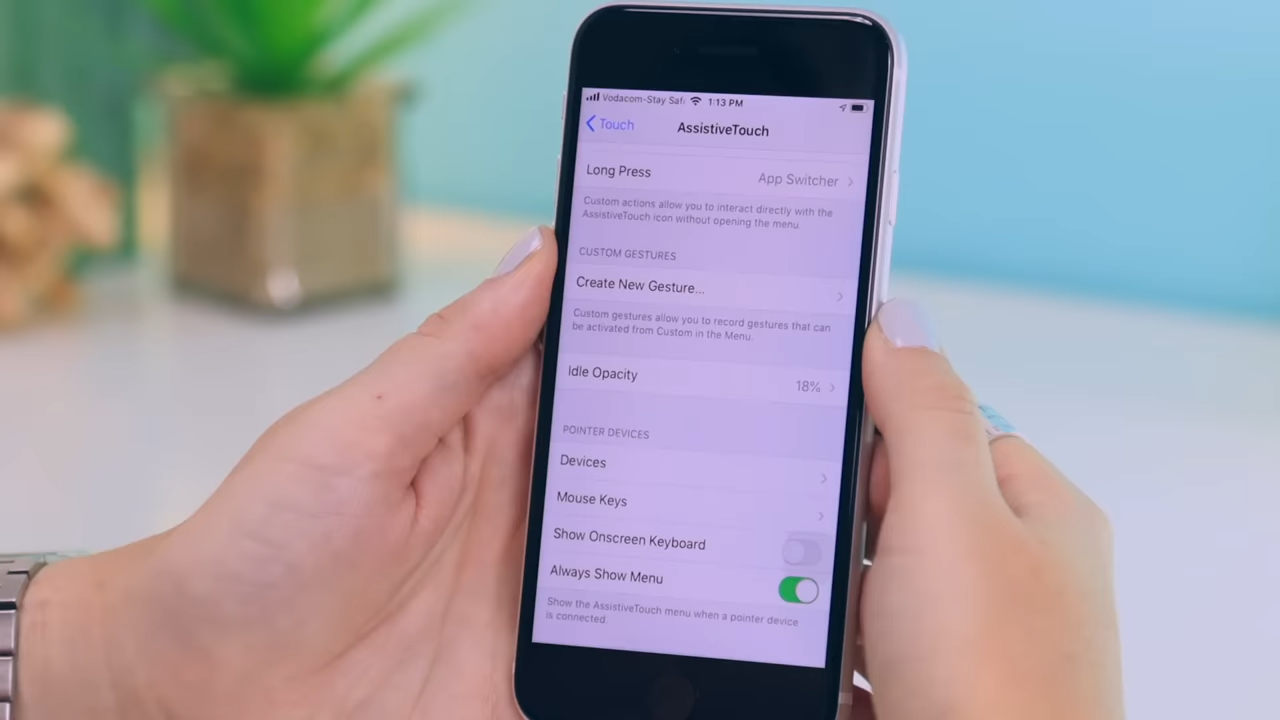 Vodacom-Stay Saf 1:13 PM
Touch AssistiveTouch
Long Press App Switcher
Custom actions allow you to interact directly with the
AssistiveTouch icon without opening the menu
CUSTOM GESTURES
Create New Gesture...
Custom gestures allow you to record gestures that can
be activated from Custom in the Menu.
Idle Opacity 18%
POINTER DEVICES
Devices
Mouse Keys
Show Onscreen Keyboard
Always Show Menu
Show the AssistiveTouch menu when a pointer device
is connected.